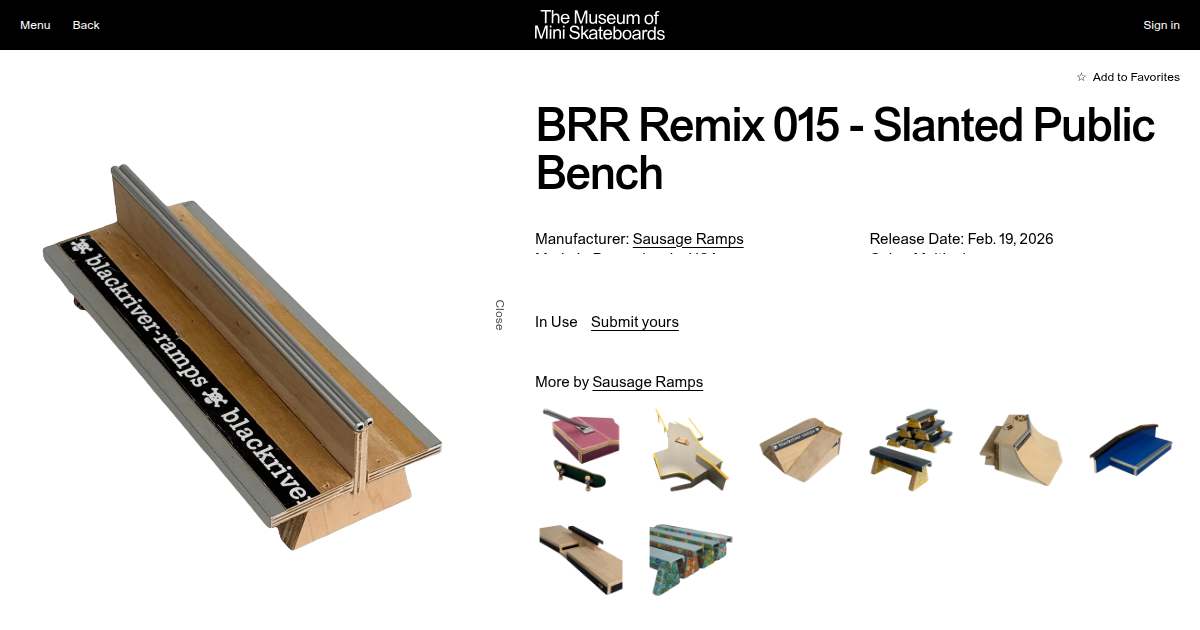 Menu
Back
The Museum of
Mini Skateboards
Sign in
☆ Add to Favorites
BRR Remix 015 - Slanted Public
Bench
Manufacturer: Sausage Ramps
Release Date: Feb. 19, 2026
blackriver-ramps blackriver
Close
In Use
Submit yours
More by Sausage Ramps